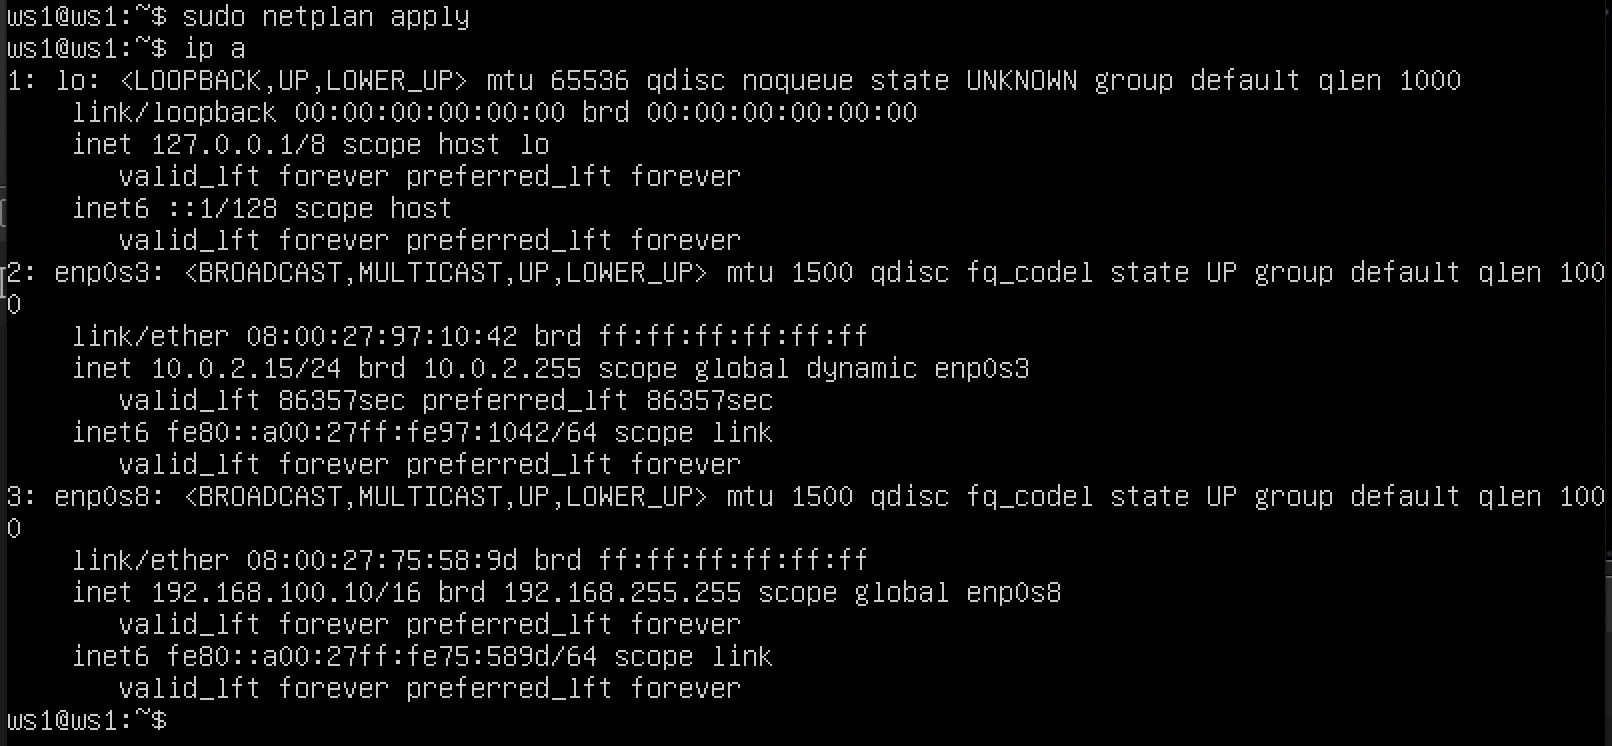 ws1@ws1:~$ sudo netplan apply
ws1@ws1:~$ ip a
1: lo: <LOOPBACK,UP,LOWER_UP> mtu 65536 qdisc noqueue state UNKNOWN group default qlen 1000
    link/loopback 00:00:00:00:00:00 brd 00:00:00:00:00:00
    inet 127.0.0.1/8 scope host lo
       valid_lft forever preferred_lft forever
    inet6 ::1/128 scope host
       valid_lft forever preferred_lft forever
2: enp0s3: <BROADCAST,MULTICAST,UP,LOWER_UP> mtu 1500 qdisc fq_codel state UP group default qlen 100
0
    link/ether 08:00:27:97:10:42 brd ff:ff:ff:ff:ff:ff
    inet 10.0.2.15/24 brd 10.0.2.255 scope global dynamic enp0s3
       valid_lft 86357sec preferred_lft 86357sec
    inet6 fe80::a00:27ff:fe97:1042/64 scope link
       valid_lft forever preferred_lft forever
3: enp0s8: <BROADCAST,MULTICAST,UP,LOWER_UP> mtu 1500 qdisc fq_codel state UP group default qlen 100
0
    link/ether 08:00:27:75:58:9d brd ff:ff:ff:ff:ff:ff
    inet 192.168.100.10/16 brd 192.168.255.255 scope global enp0s8
       valid_lft forever preferred_lft forever
    inet6 fe80::a00:27ff:fe75:589d/64 scope link
       valid_lft forever preferred_lft forever
ws1@ws1:~$